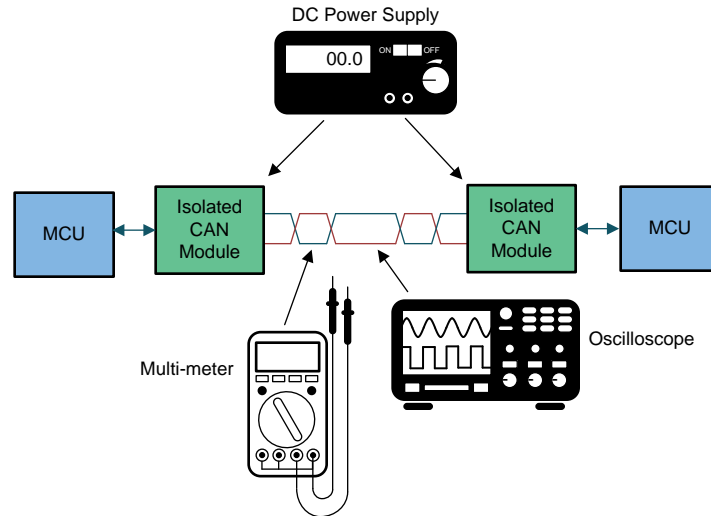 DC Power Supply
00.0
ON
OFF
MCU
Isolated
CAN
Module
Isolated
CAN
Module
MCU
Multi-meter
Oscilloscope